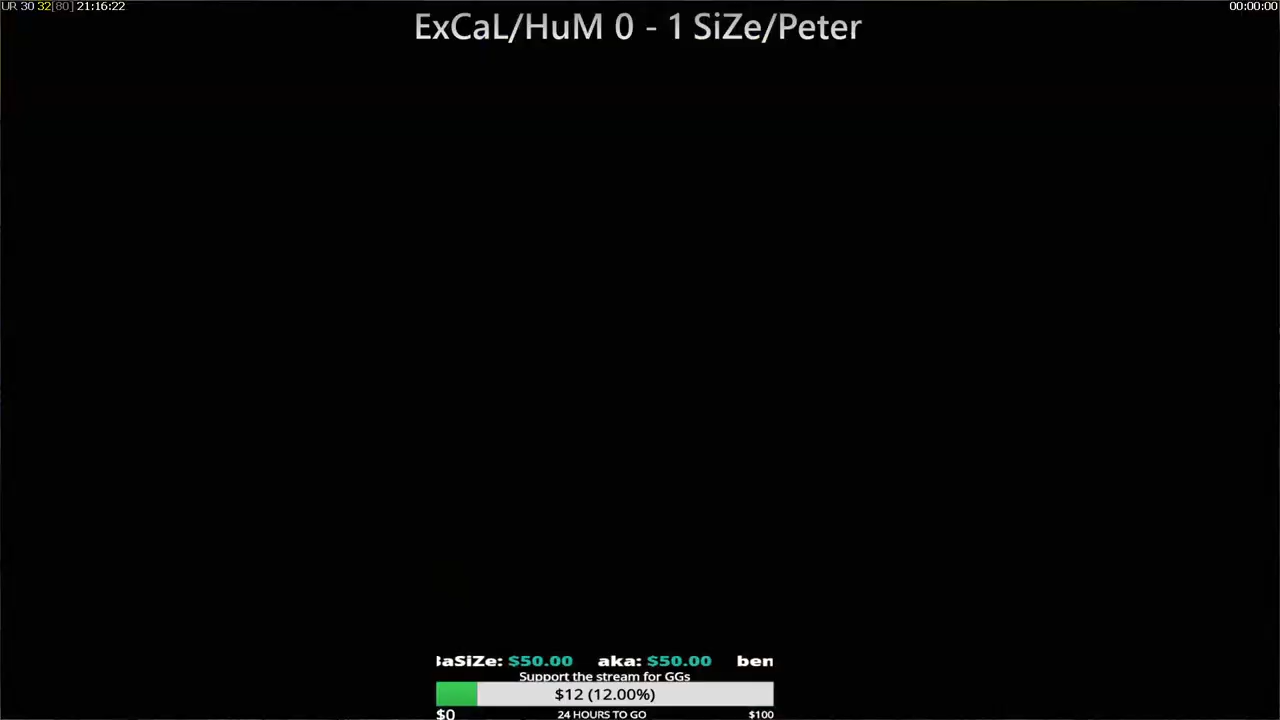 UR 30 32[80] 21:16:22
00:00:00
ExCaL/HuM 0 - 1 SiZe/Peter
aSiZe: $50.00 aka: $50.00 ben
Support the stream for GGs
$12 (12.00%)
$0 24 HOURS TO GO $100